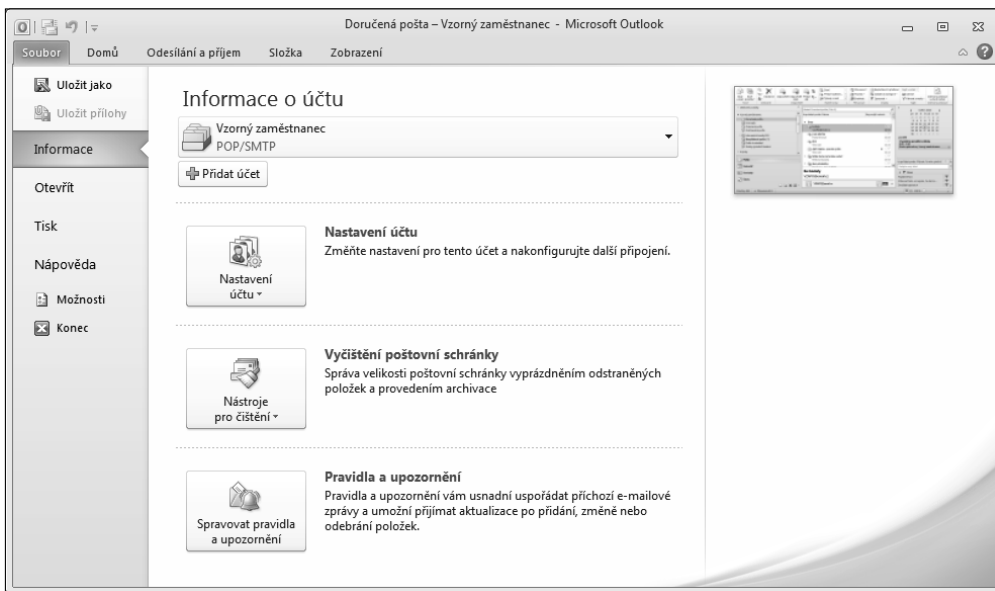 Doručená pošta – Vzorný zaměstnanec - Microsoft Outlook
Soubor Domů Odesílání a příjem Složka Zobrazení
Uložit jako
Uložit přílohy
Informace
Otevřít
Tisk
Nápověda
Možnosti
Konec
Informace o účtu
Vzorný zaměstnanec
POP/SMTP
Přidat účet
Nastavení
účtu
Nastavení účtu
Změňte nastavení pro tento účet a nakonfigurujte další připojení.
Nástroje
pro čištění
Vyčištění poštovní schránky
Správa velikosti poštovní schránky vyprázdněním odstraněných
položek a provedením archivace
Spravovat pravidla
a upozornění
Pravidla a upozornění
Pravidla a upozornění vám usnadní uspořádat příchozí e-mailové
zprávy a umožní přijímat aktualizace po přidání, změně nebo
odebrání položek.